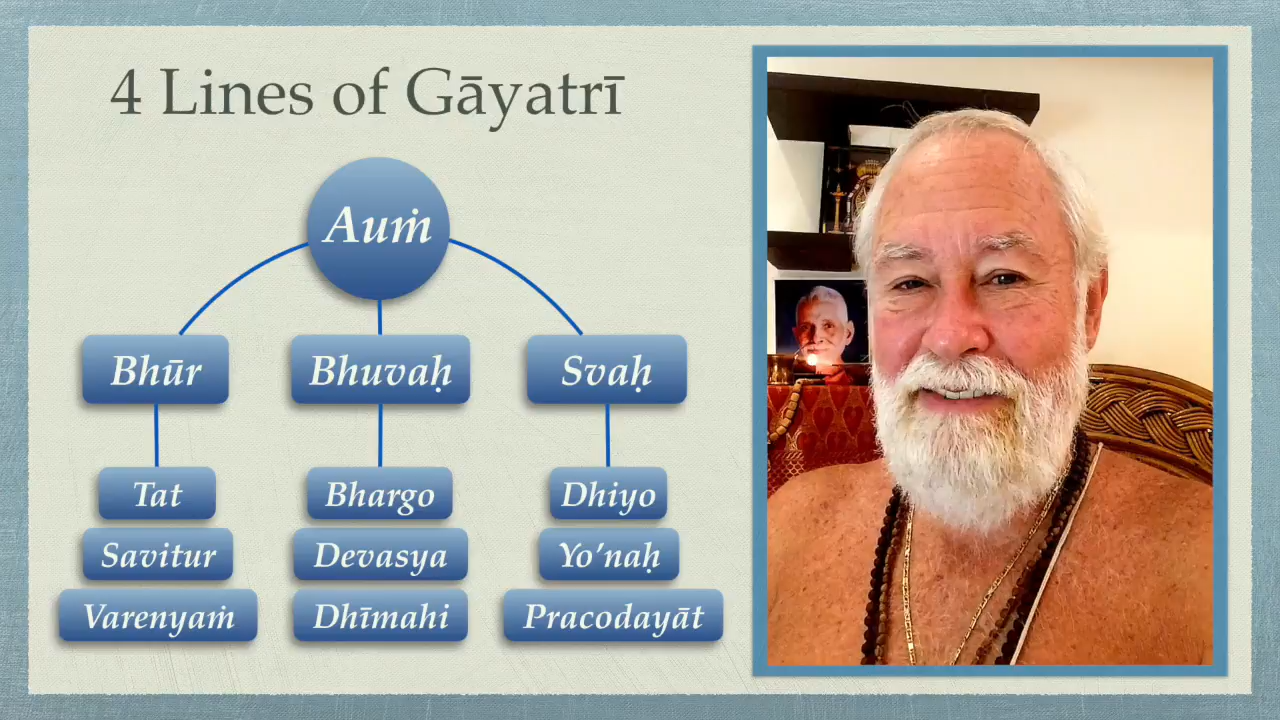 4 Lines of Gāyatrī
Auṁ
Bhūr Bhuvaḥ Svaḥ
Tat Bhargo Dhiyo
Savitur Devasya Yo’naḥ
Varenyaṁ Dhīmahi Pracodayāt